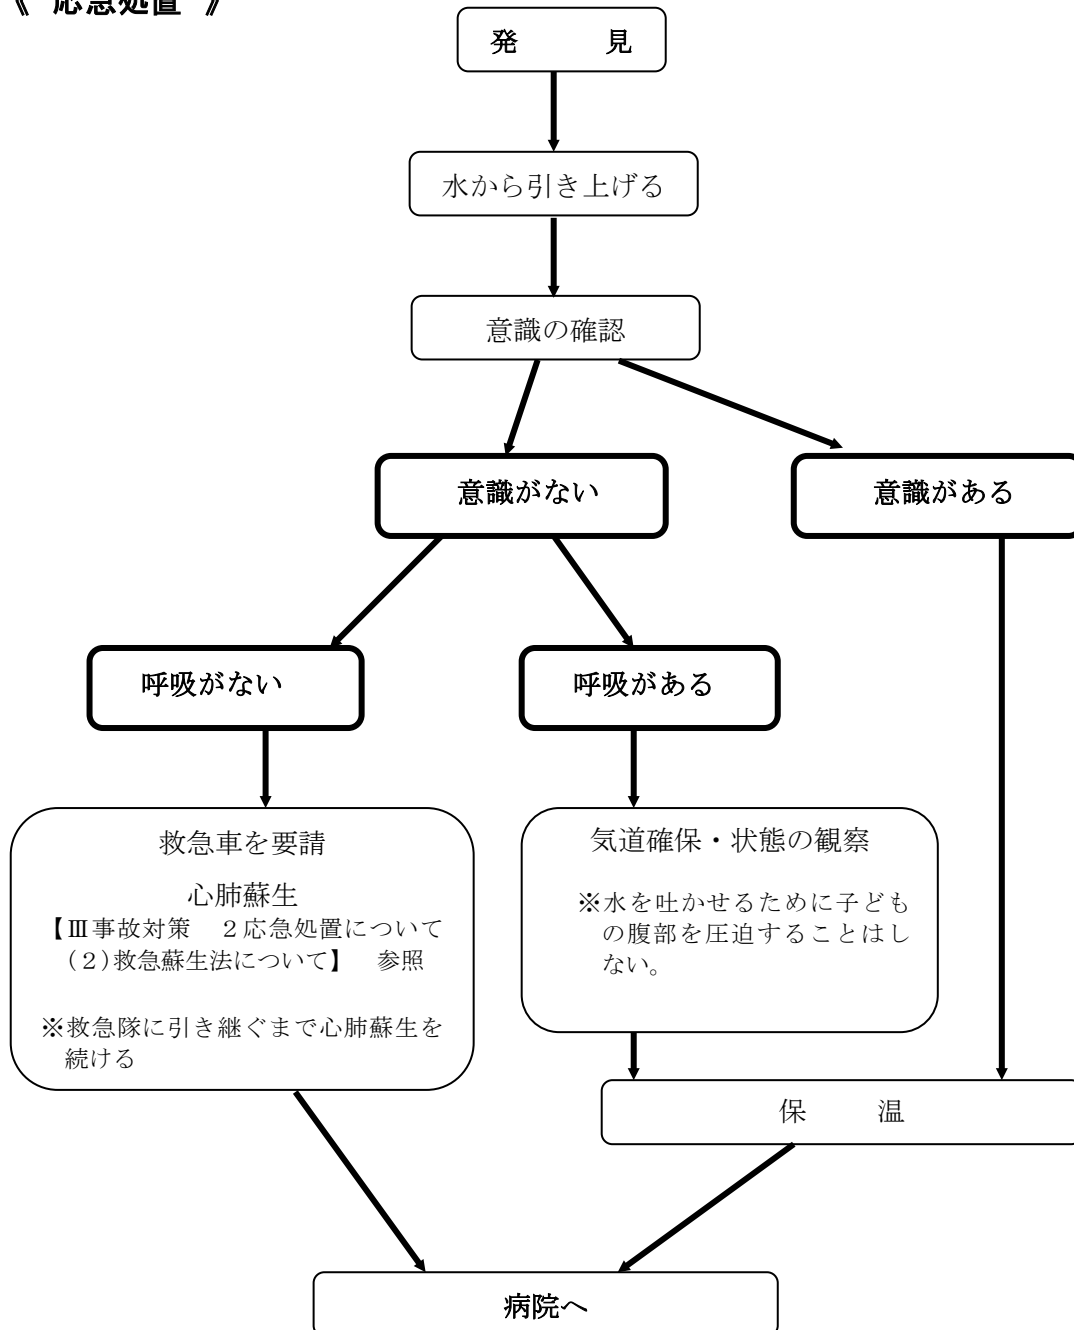 《 応急処置 》
発　　見
水から引き上げる
意識の確認
意識がない
意識がある
呼吸がない
呼吸がある
救急車を要請
心肺蘇生
【Ⅲ事故対策　２応急処置について
(２)救急蘇生法について】　参照
※救急隊に引き継ぐまで心肺蘇生を
続ける
気道確保・状態の観察
※水を吐かせるために子ども
の腹部を圧迫することはし
ない。
保　　温
病院へ